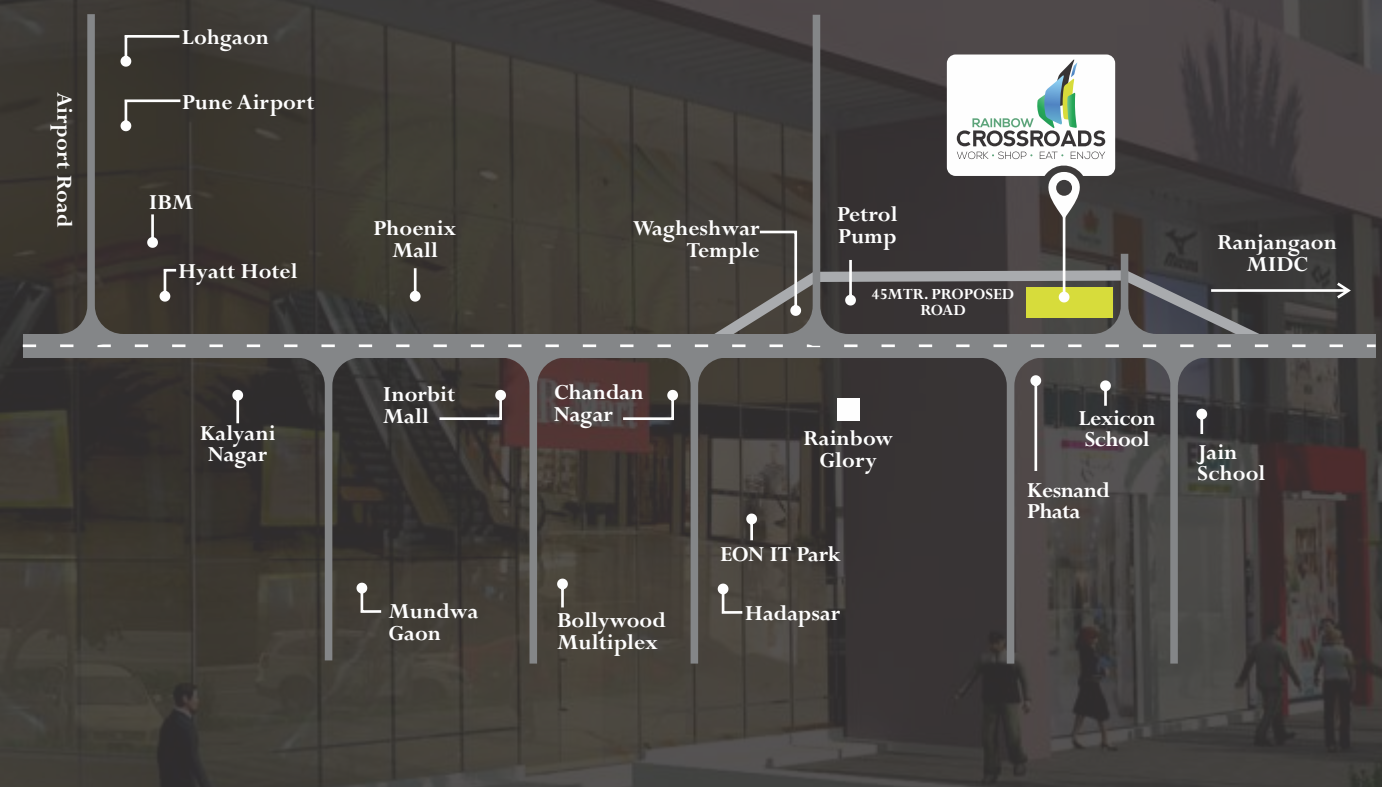 Lohgaon
Airport Road
Pune Airport
IBM
Hyatt Hotel
Phoenix
Mall
Wagheshwar
Temple
Petrol
Pump
RAINBOW
CROSSROADS
WORK • SHOP • EAT • ENJOY
45MTR. PROPOSED
ROAD
Ranjangaon
MIDC
Kalyani
Nagar
Inorbit
Mall
Chandan
Nagar
Rainbow
Glory
Kesnand
Phata
Lexicon
School
Jain
School
EON IT Park
Mundwa
Gaon
Bollywood
Multiplex
Hadapsar